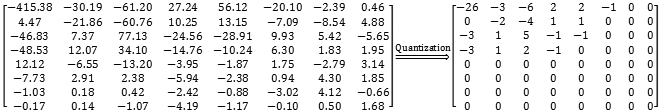 −415.38 −30.19 −61.20 27.24 56.12 −20.10 −2.39 0.46 −26 −3 −6 2 2 −1 0 0
4.47 −21.86 −60.76 10.25 13.15 −7.09 −8.54 4.88 0 −2 −4 1 1 0 0 0
−46.83 7.37 77.13 −24.56 −28.91 9.93 5.42 −5.65 −3 1 5 −1 −1 0 0 0
−48.53 12.07 34.10 −14.76 −10.24 6.30 1.83 1.95 Quantization −3 1 2 −1 0 0 0 0
12.12 −6.55 −13.20 −3.95 −1.87 1.75 −2.79 3.14 0 0 0 0 0 0 0 0
−7.73 2.91 2.38 −5.94 −2.38 0.94 4.30 1.85 0 0 0 0 0 0 0 0
−1.03 0.18 0.42 −2.42 −0.88 −3.02 4.12 −0.66 0 0 0 0 0 0 0 0
−0.17 0.14 −1.07 −4.19 −1.17 −0.10 0.50 1.68 0 0 0 0 0 0 0 0